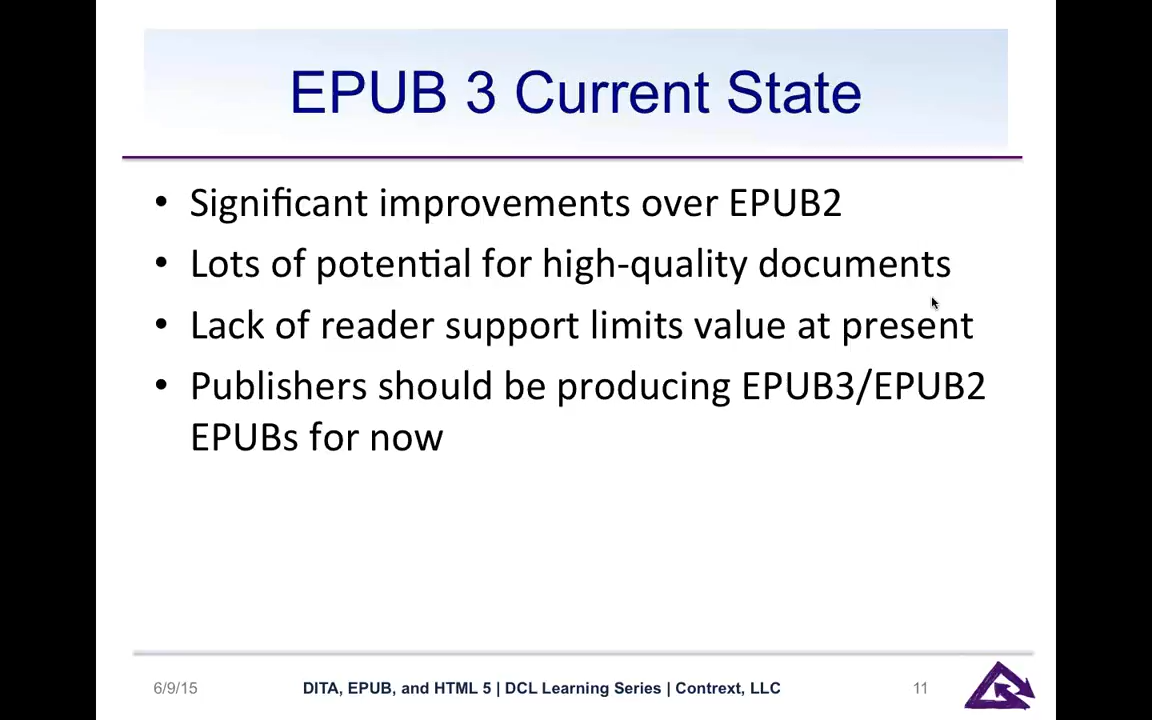 EPUB 3 Current State
• Significant improvements over EPUB2
• Lots of potential for high-quality documents
• Lack of reader support limits value at present
• Publishers should be producing EPUB3/EPUB2
EPUBs for now
6/9/15 DITA, EPUB, and HTML 5 | DCL Learning Series | Contrext, LLC 11